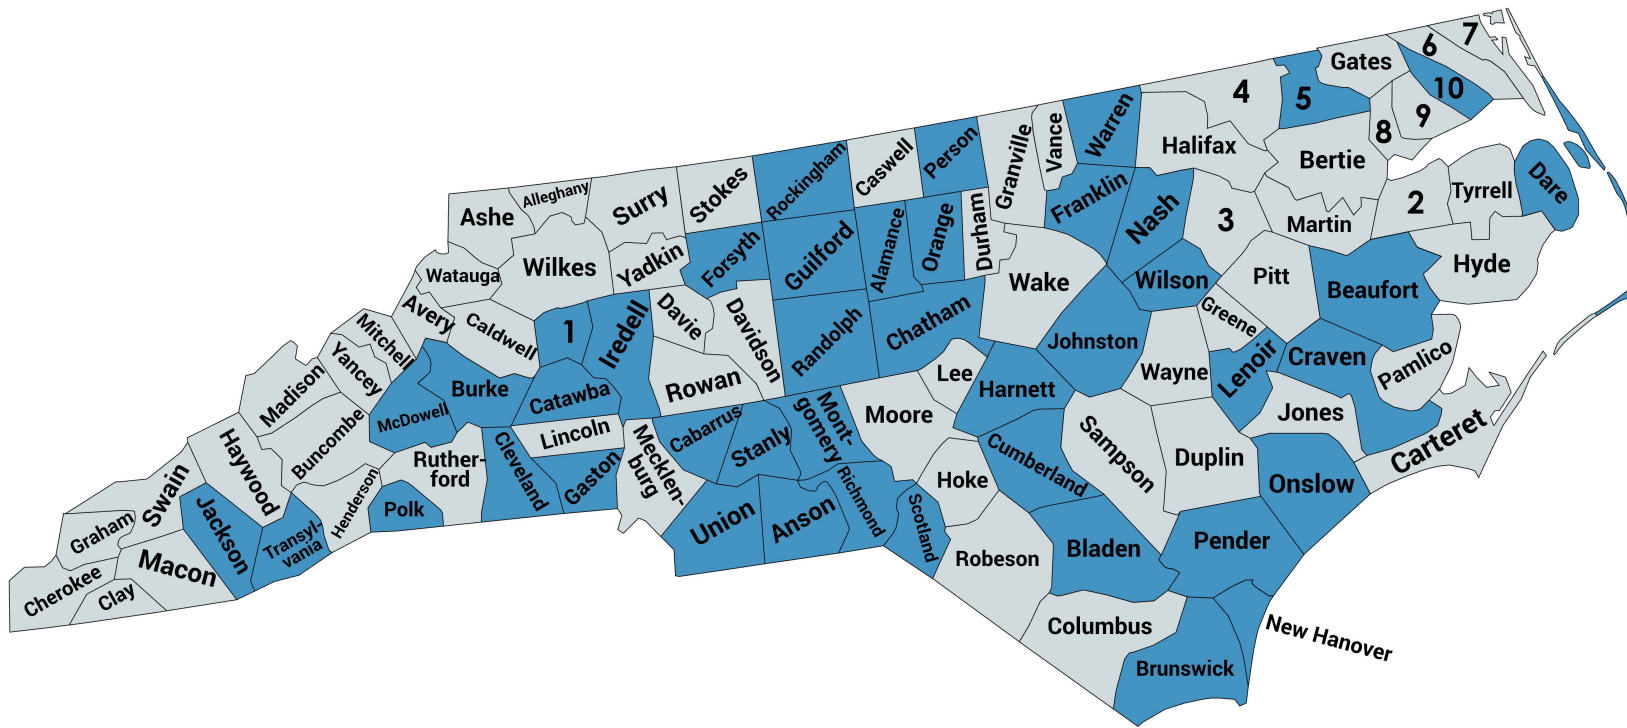 7
6
Gates
4
5
10
9
8
Warren
Vance
Granville
Halifax
Bertie
Person
Caswell
Rockingham
Stokes
Surry
Alleghany
Ashe
Franklin
Nash
3
Martin
2
Tyrrell
Dare
Durham
Orange
Alamance
Guilford
Forsyth
Yadkin
Wilkes
Watauga
Hyde
Beaufort
Pitt
Wilson
Wake
Greene
Johnston
Chatham
Randolph
Davidson
Davie
Iredell
1
Caldwell
Avery
Mitchell
Yancey
Madison
Pamlico
Craven
Lenoir
Wayne
Harnett
Lee
Rowan
Catawba
Burke
McDowell
Buncombe
Haywood
Swain
Jones
Carteret
Moore
Mont-
gomery
Stanly
Cabarrus
Mecklen-
burg
Lincoln
Gaston
Cleveland
Ruther-
ford
Polk
Henderson
Transyl-
vania
Jackson
Macon
Graham
Cherokee
Clay
Onslow
Duplin
Sampson
Cumberland
Hoke
Scotland
Richmond
Anson
Union
Pender
Bladen
Robeson
Columbus
New Hanover
Brunswick